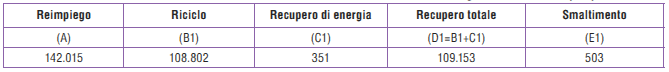 Reimpiego Riciclo Recupero di energia Recupero totale Smaltimento
(A) (B1) (C1) (D1=B1+C1) (E1)
142.015 108.802 351 109.153 503